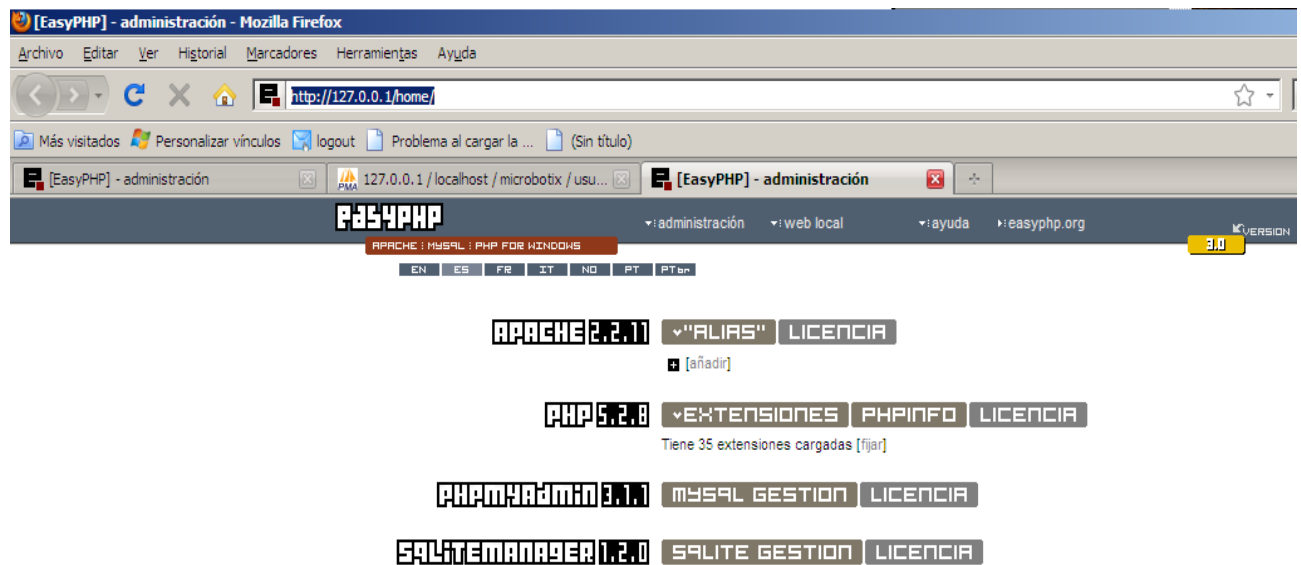 [EasyPHP] - administración - Mozilla Firefox
Archivo Editar Ver Historial Marcadores Herramientas Ayuda
http://127.0.0.1/home/
Más visitados Personalizar vínculos logout Problema al cargar la ... (Sin título)
[EasyPHP] - administración PMA 127.0.0.1 / localhost / microbotix / usu... [EasyPHP] - administración
easyPHP administración web local ayuda easyphp.org VERSION
APACHE : MYSQL : PHP FOR WINDOWS 3.0
EN ES FR IT NO PT PTbr
APACHE 2.2.11 "ALIAS" LICENCIA
[añadir]
PHP 5.2.8 EXTENSIONES PHPINFO LICENCIA
Tiene 35 extensiones cargadas [fijar]
PHPMYADMIN 3.1.1 MYSQL GESTION LICENCIA
SQLITEMANAGER 1.2.0 SQLITE GESTION LICENCIA